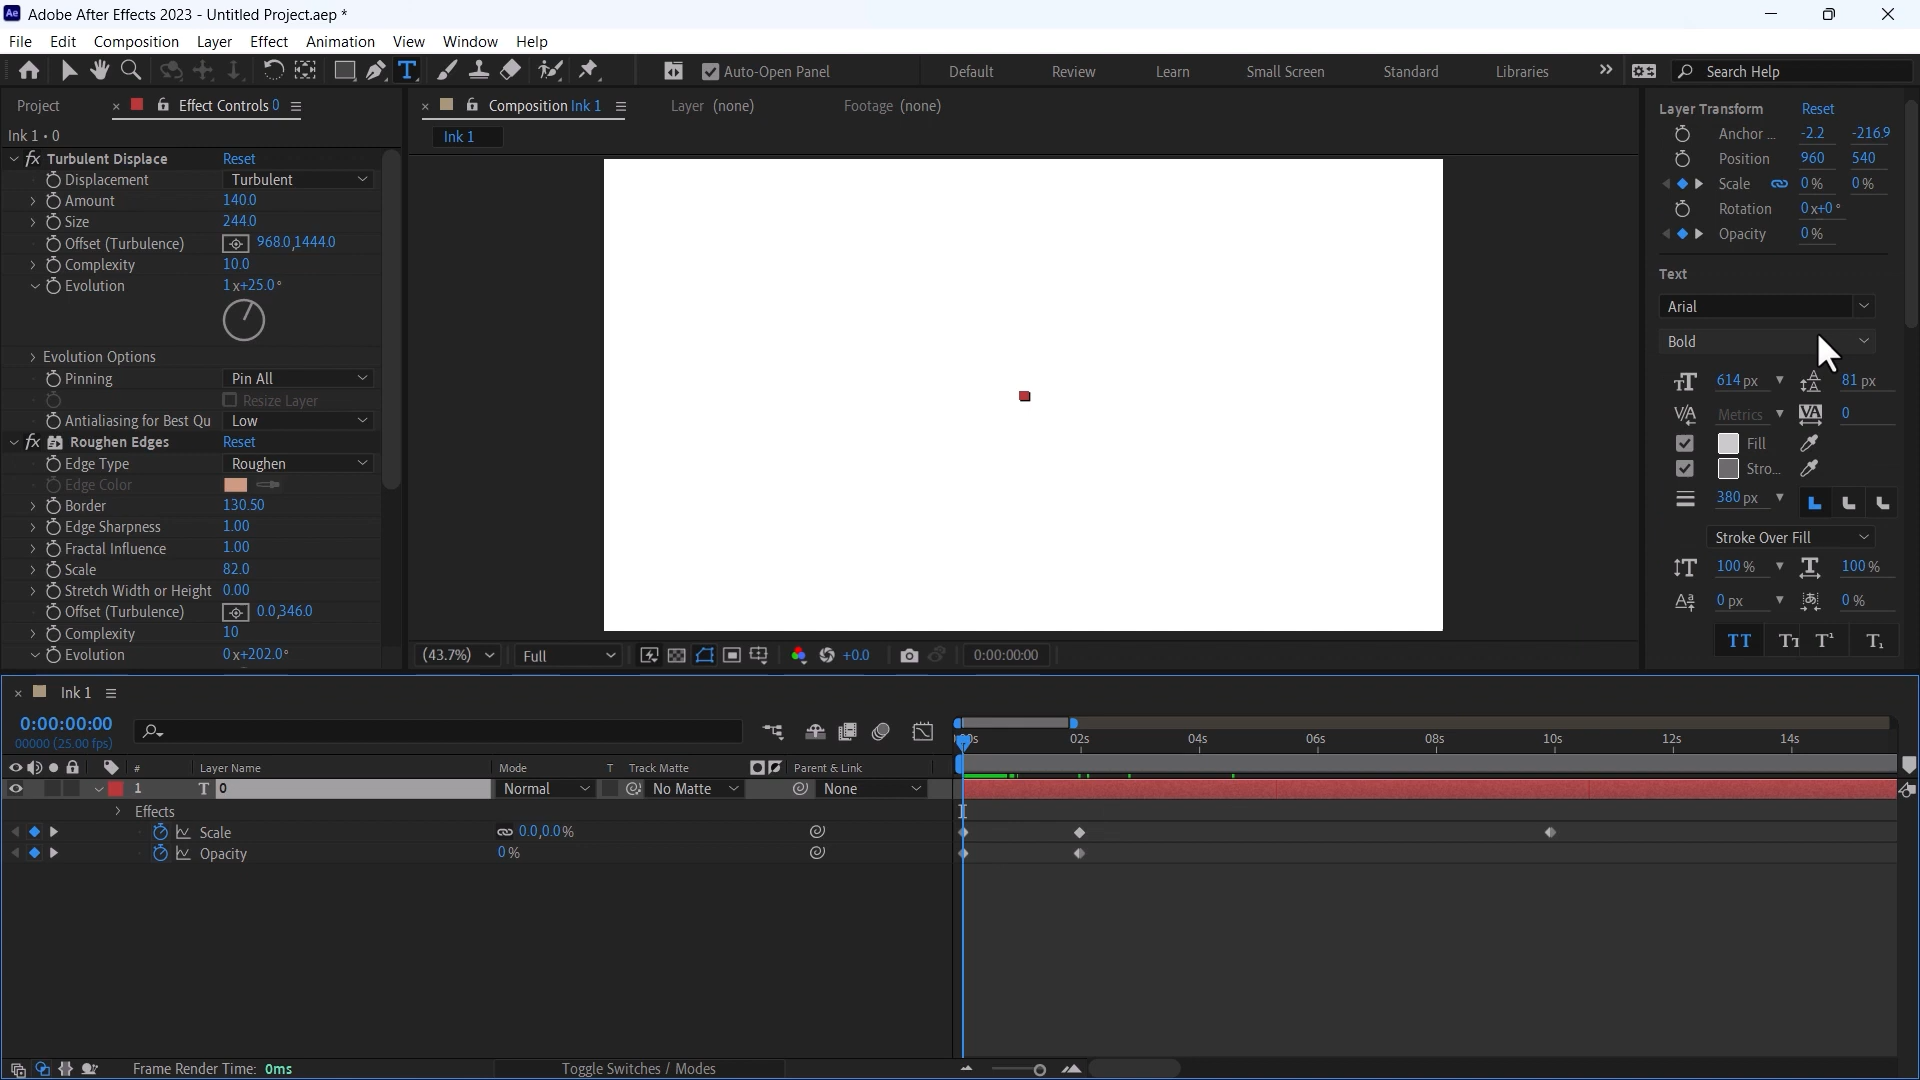 Ae Adobe After Effects 2023 - Untitled Project.aep *
File Edit Composition Layer Effect Animation View Window Help
Auto-Open Panel Default Review Learn Small Screen Standard Libraries Search Help
Project Effect Controls 0
Composition Ink 1 Layer (none) Footage (none)
Ink 1 • 0
Ink 1
fx Turbulent Displace Reset
Displacement Turbulent
Amount 140.0
Size 244.0
Offset (Turbulence) 968.0,1444.0
Complexity 10.0
Evolution 1x+25.0°
Evolution Options
Pinning Pin All
Resize Layer
Antialiasing for Best Qu Low
fx Roughen Edges Reset
Edge Type Roughen
Edge Color
Border 130.50
Edge Sharpness 1.00
Fractal Influence 1.00
Scale 82.0
Stretch Width or Height 0.00
Offset (Turbulence) 0.0,346.0
Complexity 10
Evolution 0x+202.0°
(43.7%) Full +0.0 0:00:00:00
Layer Transform Reset
Anchor ... -2.2 -216.9
Position 960 540
Scale 0 % 0 %
Rotation 0x+0°
Opacity 0 %
Text
Arial
Bold
614 px 81 px
Metrics 0
Fill
Stro...
380 px
Stroke Over Fill
100 % 100 %
0 px 0 %
Ink 1
0:00:00:00
00000 (25.00 fps)
02s 04s 06s 08s 10s 12s 14s
# Layer Name Mode T Track Matte Parent & Link
1 T 0 Normal No Matte None
Effects
Scale 0.0,0.0%
Opacity 0%
Frame Render Time: 0ms Toggle Switches / Modes